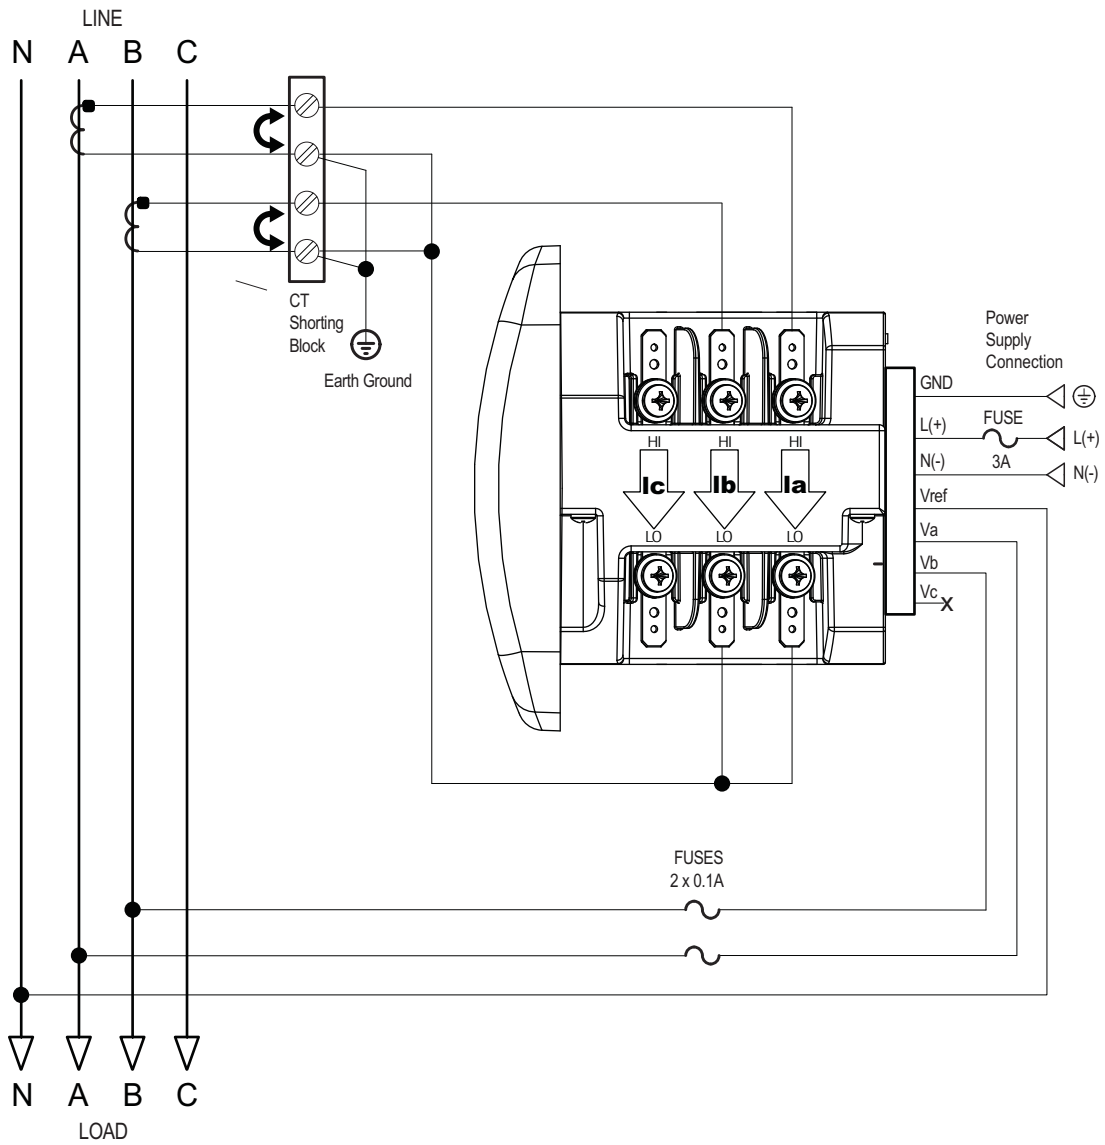 LINE
N A B C
CT
Shorting
Block
Earth Ground
Power
Supply
Connection
GND
L(+) FUSE L(+)
3A
N(-) N(-)
Vref
Va
Vb
Vc x
HI HI HI
Ic Ib Ia
LO LO LO
FUSES
2 x 0.1A
N A B C
LOAD